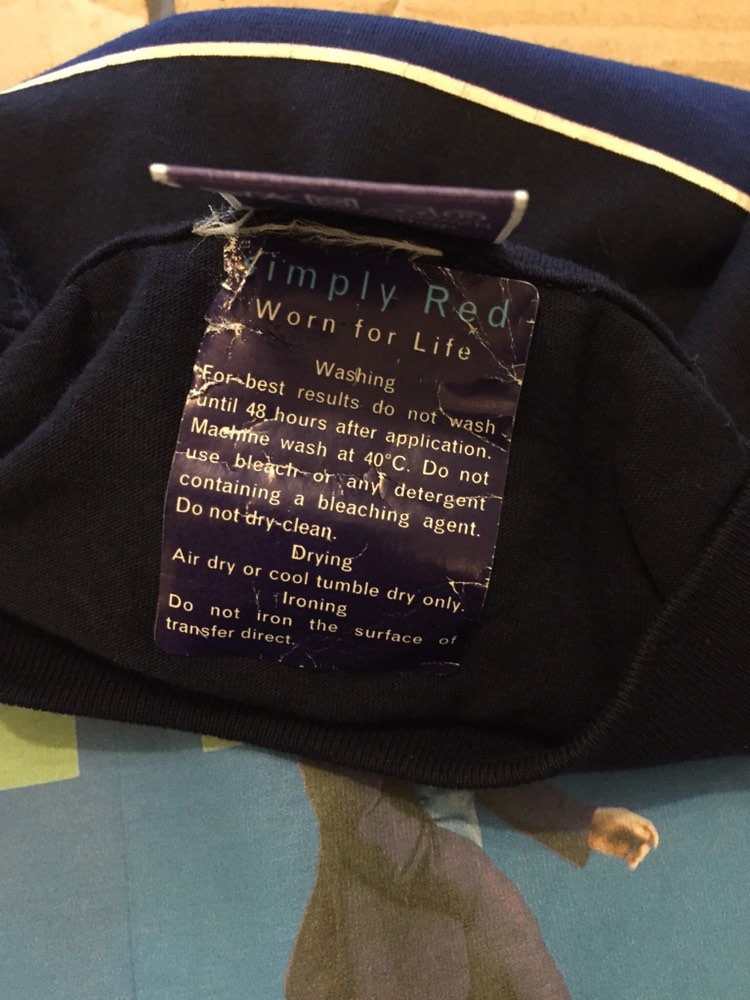 Simply Red
Worn for Life
Washing
For best results do not wash
until 48 hours after application.
Machine wash at 40°C. Do not
use bleach or any detergent
containing a bleaching agent.
Do not dry-clean.
Drying
Air dry or cool tumble dry only.
Ironing
Do not iron the surface of
transfer direct.